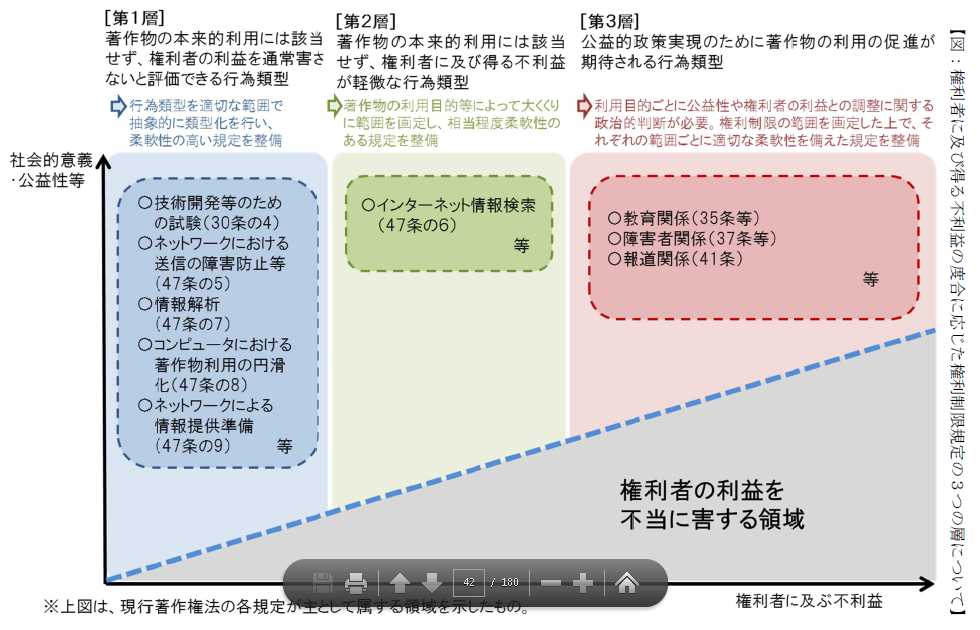 [第1層]
著作物の本来的利用には該当
せず、権利者の利益を通常害さ
ないと評価できる行為類型
行為類型を適切な範囲で
抽象的に類型化を行い、
柔軟性の高い規定を整備
[第2層]
著作物の本来的利用には該当
せず、権利者に及び得る不利益
が軽微な行為類型
著作物の利用目的等によって大くくり
に範囲を画定し、相当程度柔軟性の
ある規定を整備
[第3層]
公益的政策実現のために著作物の利用の促進が
期待される行為類型
利用目的ごとに公益性や権利者の利益との調整に関する
政治的判断が必要。権利制限の範囲を画定した上で、そ
れぞれの範囲ごとに適切な柔軟性を備えた規定を整備
社会的意義
・公益性等
○技術開発等のため
の試験(30条の4)
○ネットワークにおける
送信の障害防止等
(47条の5)
○情報解析
(47条の7)
○コンピュータにおける
著作物利用の円滑
化(47条の8)
○ネットワークによる
情報提供準備
(47条の9) 等
○インターネット情報検索
(47条の6)
等
○教育関係(35条等)
○障害者関係(37条等)
○報道関係(41条)
等
権利者の利益を
不当に害する領域
42 / 180
権利者に及ぶ不利益
※上図は、現行著作権法の各規定が主として属する領域を示したもの。
【図：権利者に及び得る不利益の度合に応じた権利制限規定の３つの層について】